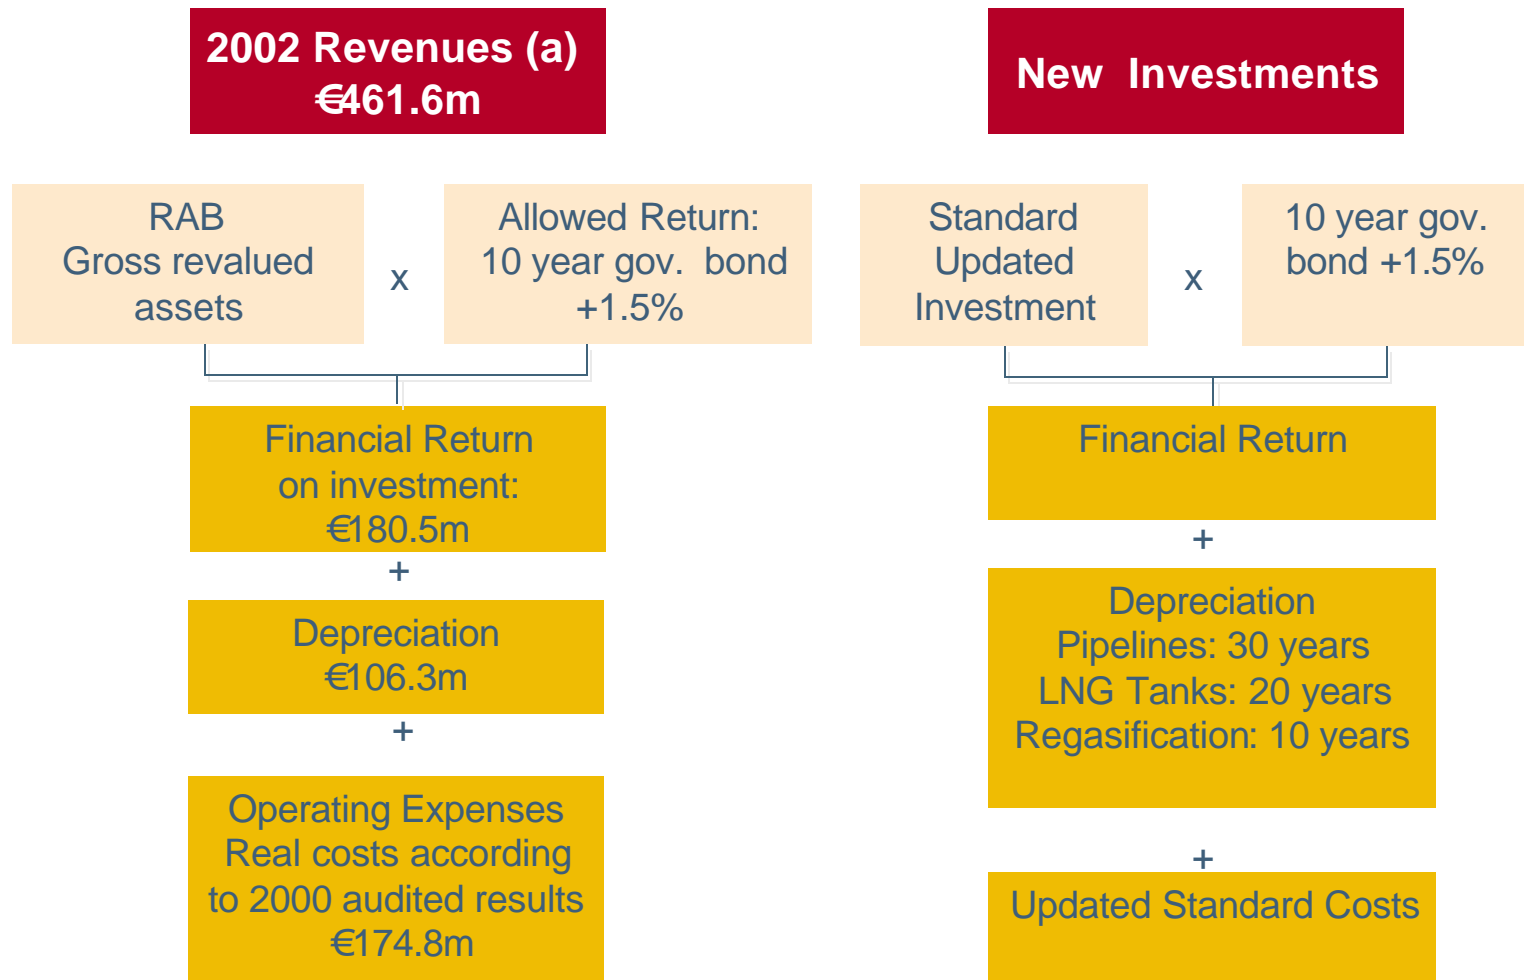 2002 Revenues (a)
€461.6m
RAB
Gross revalued
assets
x
Allowed Return:
10 year gov. bond
+1.5%
Financial Return
on investment:
€180.5m
+
Depreciation
€106.3m
+
Operating Expenses
Real costs according
to 2000 audited results
€174.8m
New Investments
Standard
Updated
Investment
x
10 year gov.
bond +1.5%
Financial Return
+
Depreciation
Pipelines: 30 years
LNG Tanks: 20 years
Regasification: 10 years
+
Updated Standard Costs